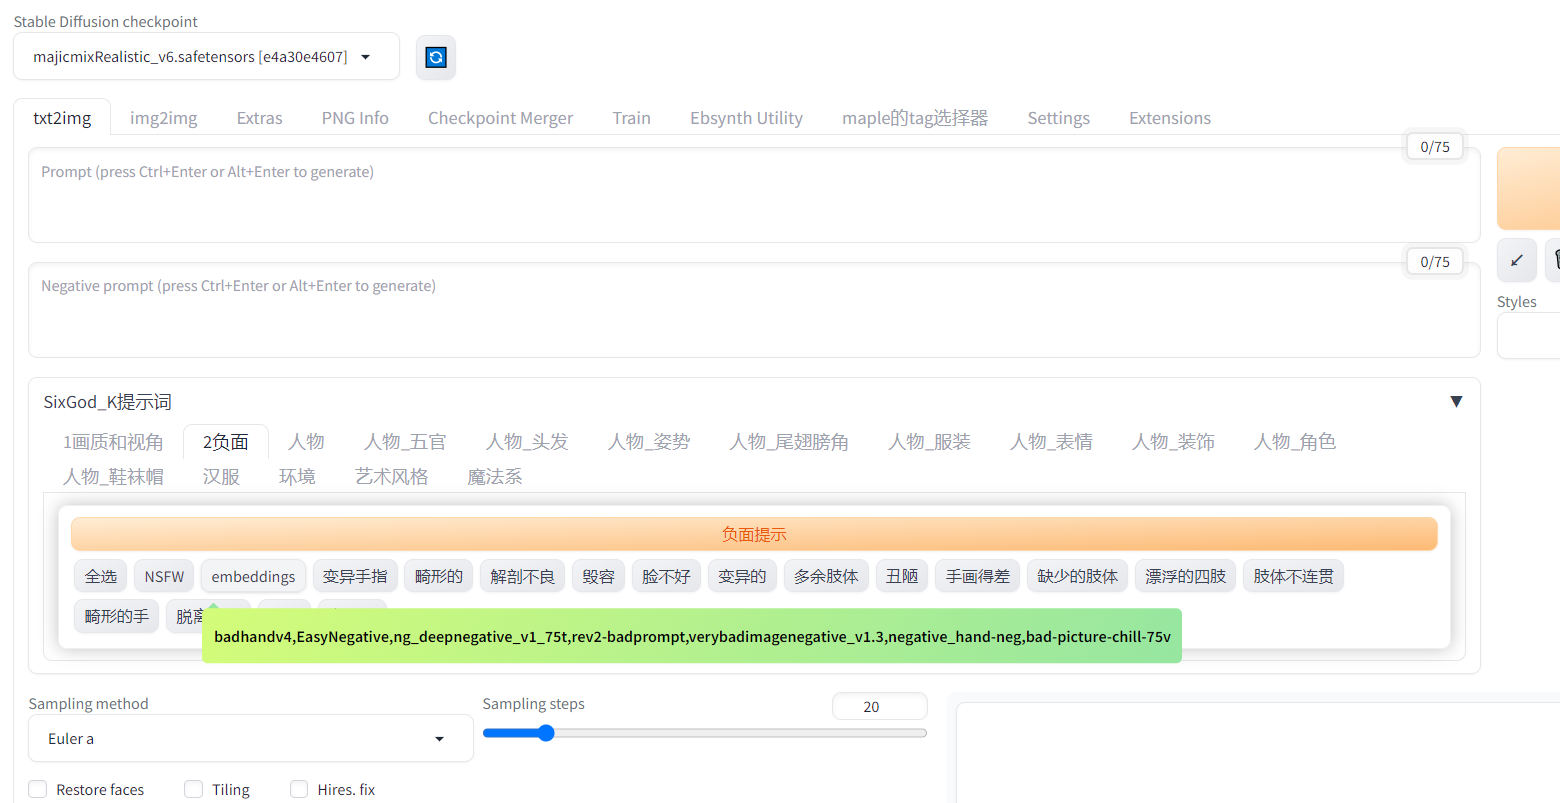 Stable Diffusion checkpoint
majicmixRealistic_v6.safetensors [e4a30e4607]
txt2img img2img Extras PNG Info Checkpoint Merger Train Ebsynth Utility maple的tag选择器 Settings Extensions
0/75
Prompt (press Ctrl+Enter or Alt+Enter to generate)
0/75
Negative prompt (press Ctrl+Enter or Alt+Enter to generate)
Styles
SixGod_K提示词
1画质和视角 2负面 人物 人物_五官 人物_头发 人物_姿势 人物_尾翅膀角 人物_服装 人物_表情 人物_装饰 人物_角色
人物_鞋袜帽 汉服 环境 艺术风格 魔法系
负面提示
全选 NSFW embeddings 变异手指 畸形的 解剖不良 毁容 脸不好 变异的 多余肢体 丑陋 手画得差 缺少的肢体 漂浮的四肢 肢体不连贯
畸形的手 脱离
badhandv4,EasyNegative,ng_deepnegative_v1_75t,rev2-badprompt,verybadimagenegative_v1.3,negative_hand-neg,bad-picture-chill-75v
Sampling method Sampling steps 20
Euler a
Restore faces Tiling Hires. fix